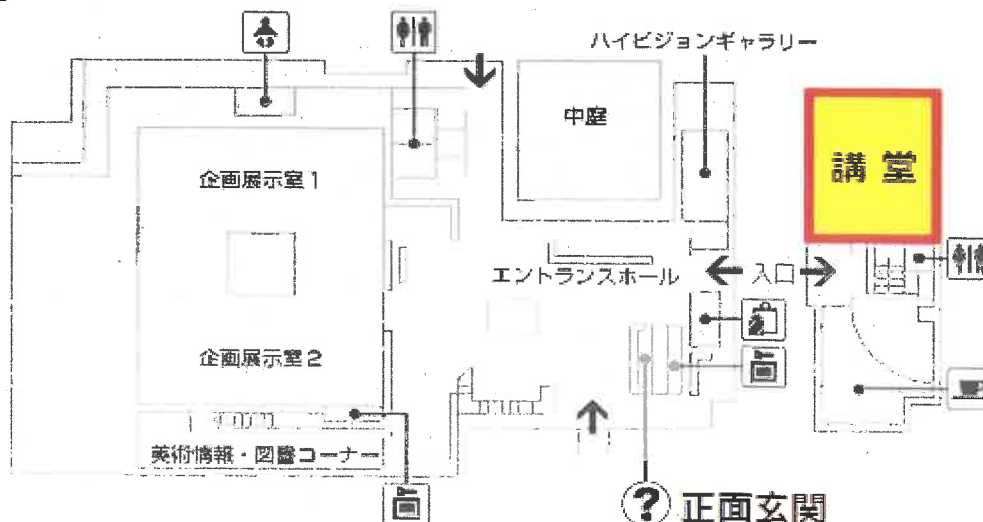 ハイビジョンギャラリー
中庭
講堂
企画展示室1
エントランスホール
入口
企画展示室2
美術情報・図書コーナー
? 正面玄関